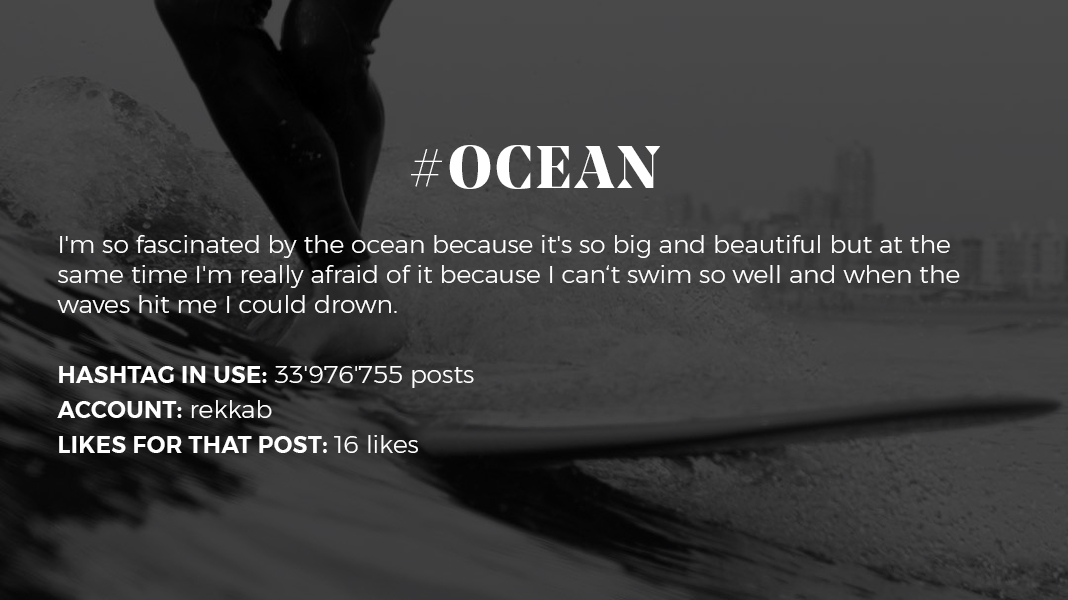 #OCEAN
I'm so fascinated by the ocean because it's so big and beautiful but at the
same time I'm really afraid of it because I can‘t swim so well and when the
waves hit me I could drown.
HASHTAG IN USE: 33'976'755 posts
ACCOUNT: rekkab
LIKES FOR THAT POST: 16 likes